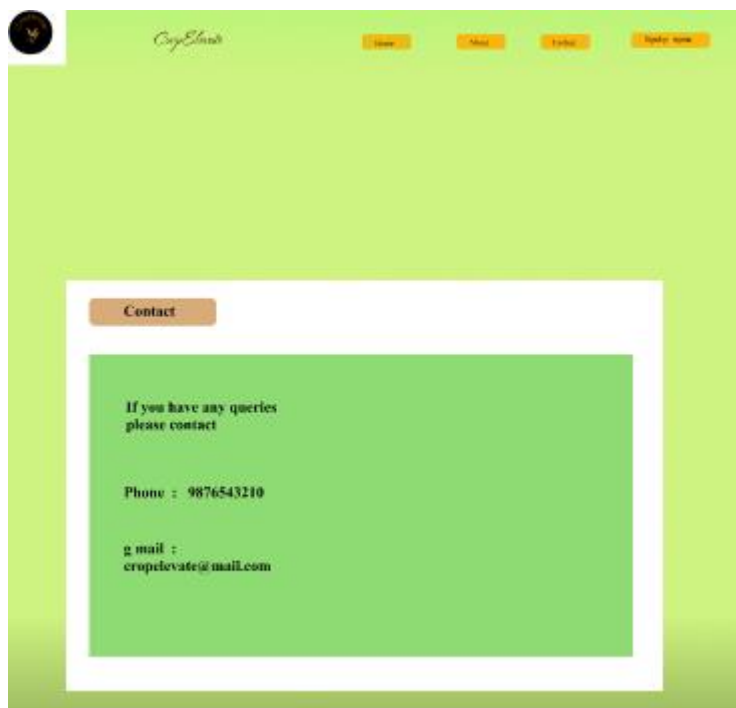 CropElevate
Home
Contact
If you have any queries
please contact
Phone : 9876543210
g mail :
cropelevate@mail.com